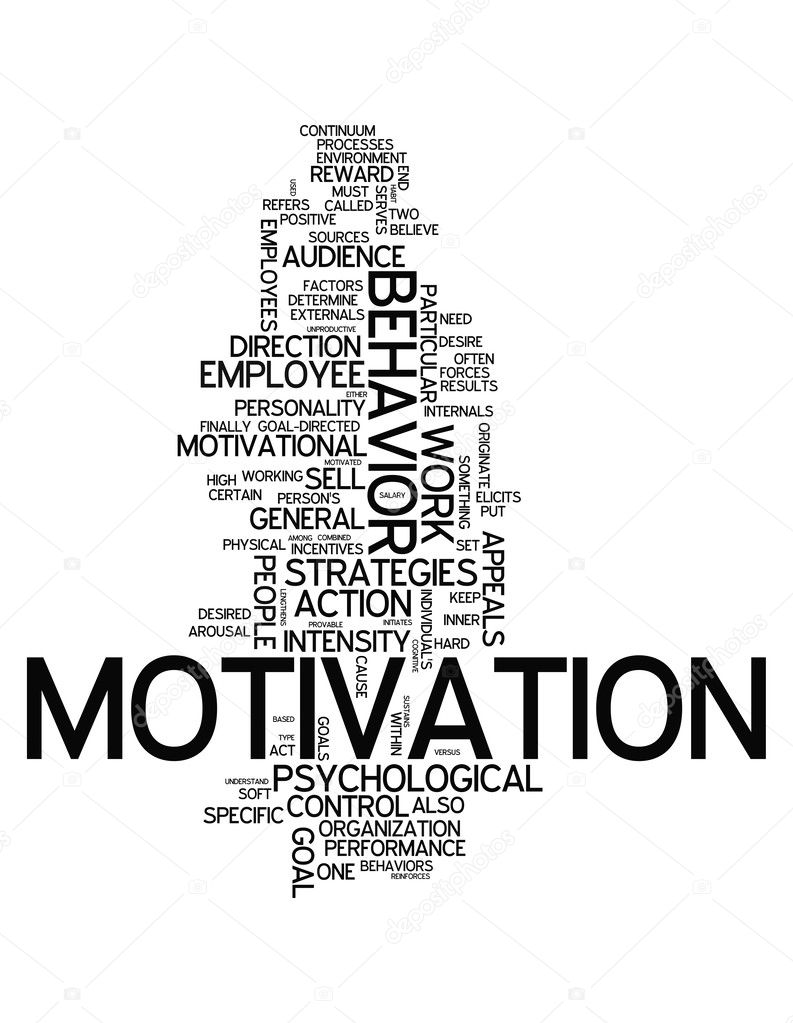 CONTINUUM
PROCESSES
ENVIRONMENT
REWARD
END
USED
MUST
HABIT
SERVES
REFERS
CALLED
TWO
POSITIVE
BELIEVE
EMPLOYEES
SOURCES
AUDIENCE
BEHAVIOR
FACTORS
PARTICULAR
DETERMINE
EXTERNALS
NEED
UNPRODUCTIVE
DIRECTION
DESIRE
OFTEN
EMPLOYEE
FORCES
RESULTS
EITHER
PERSONALITY
INTERNALS
FINALLY
GOAL-DIRECTED
WORK
ORIGINATE
MOTIVATIONAL
MOTIVATED
SOMETHING
HIGH
WORKING
SELL
CERTAIN
PERSON'S
SALARY
ELICITS
PUT
GENERAL
APPEALS
AMONG
COMBINED
PHYSICAL
INCENTIVES
SET
PEOPLE
STRATEGIES
LENGTHENS
ACTION
INDIVIDUAL'S
KEEP
DESIRED
INNER
AROUSAL
PROVABLE
INITIATES
INTENSITY
COGNITIVE
HARD
MOTIVATION
CAUSE
SUSTAINS
BASED
GOALS
WITHIN
TYPE
ACT
VERSUS
PSYCHOLOGICAL
UNDERSTAND
SOFT
CONTROL
ALSO
SPECIFIC
ORGANIZATION
GOAL
PERFORMANCE
ONE
BEHAVIORS
REINFORCES
depositphotos